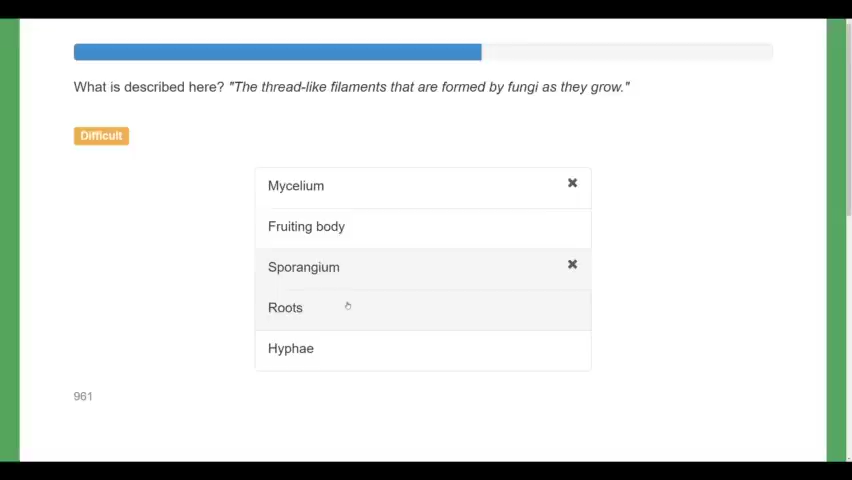 What is described here? "The thread-like filaments that are formed by fungi as they grow."
Difficult
Mycelium
Fruiting body
Sporangium
Roots
Hyphae
961